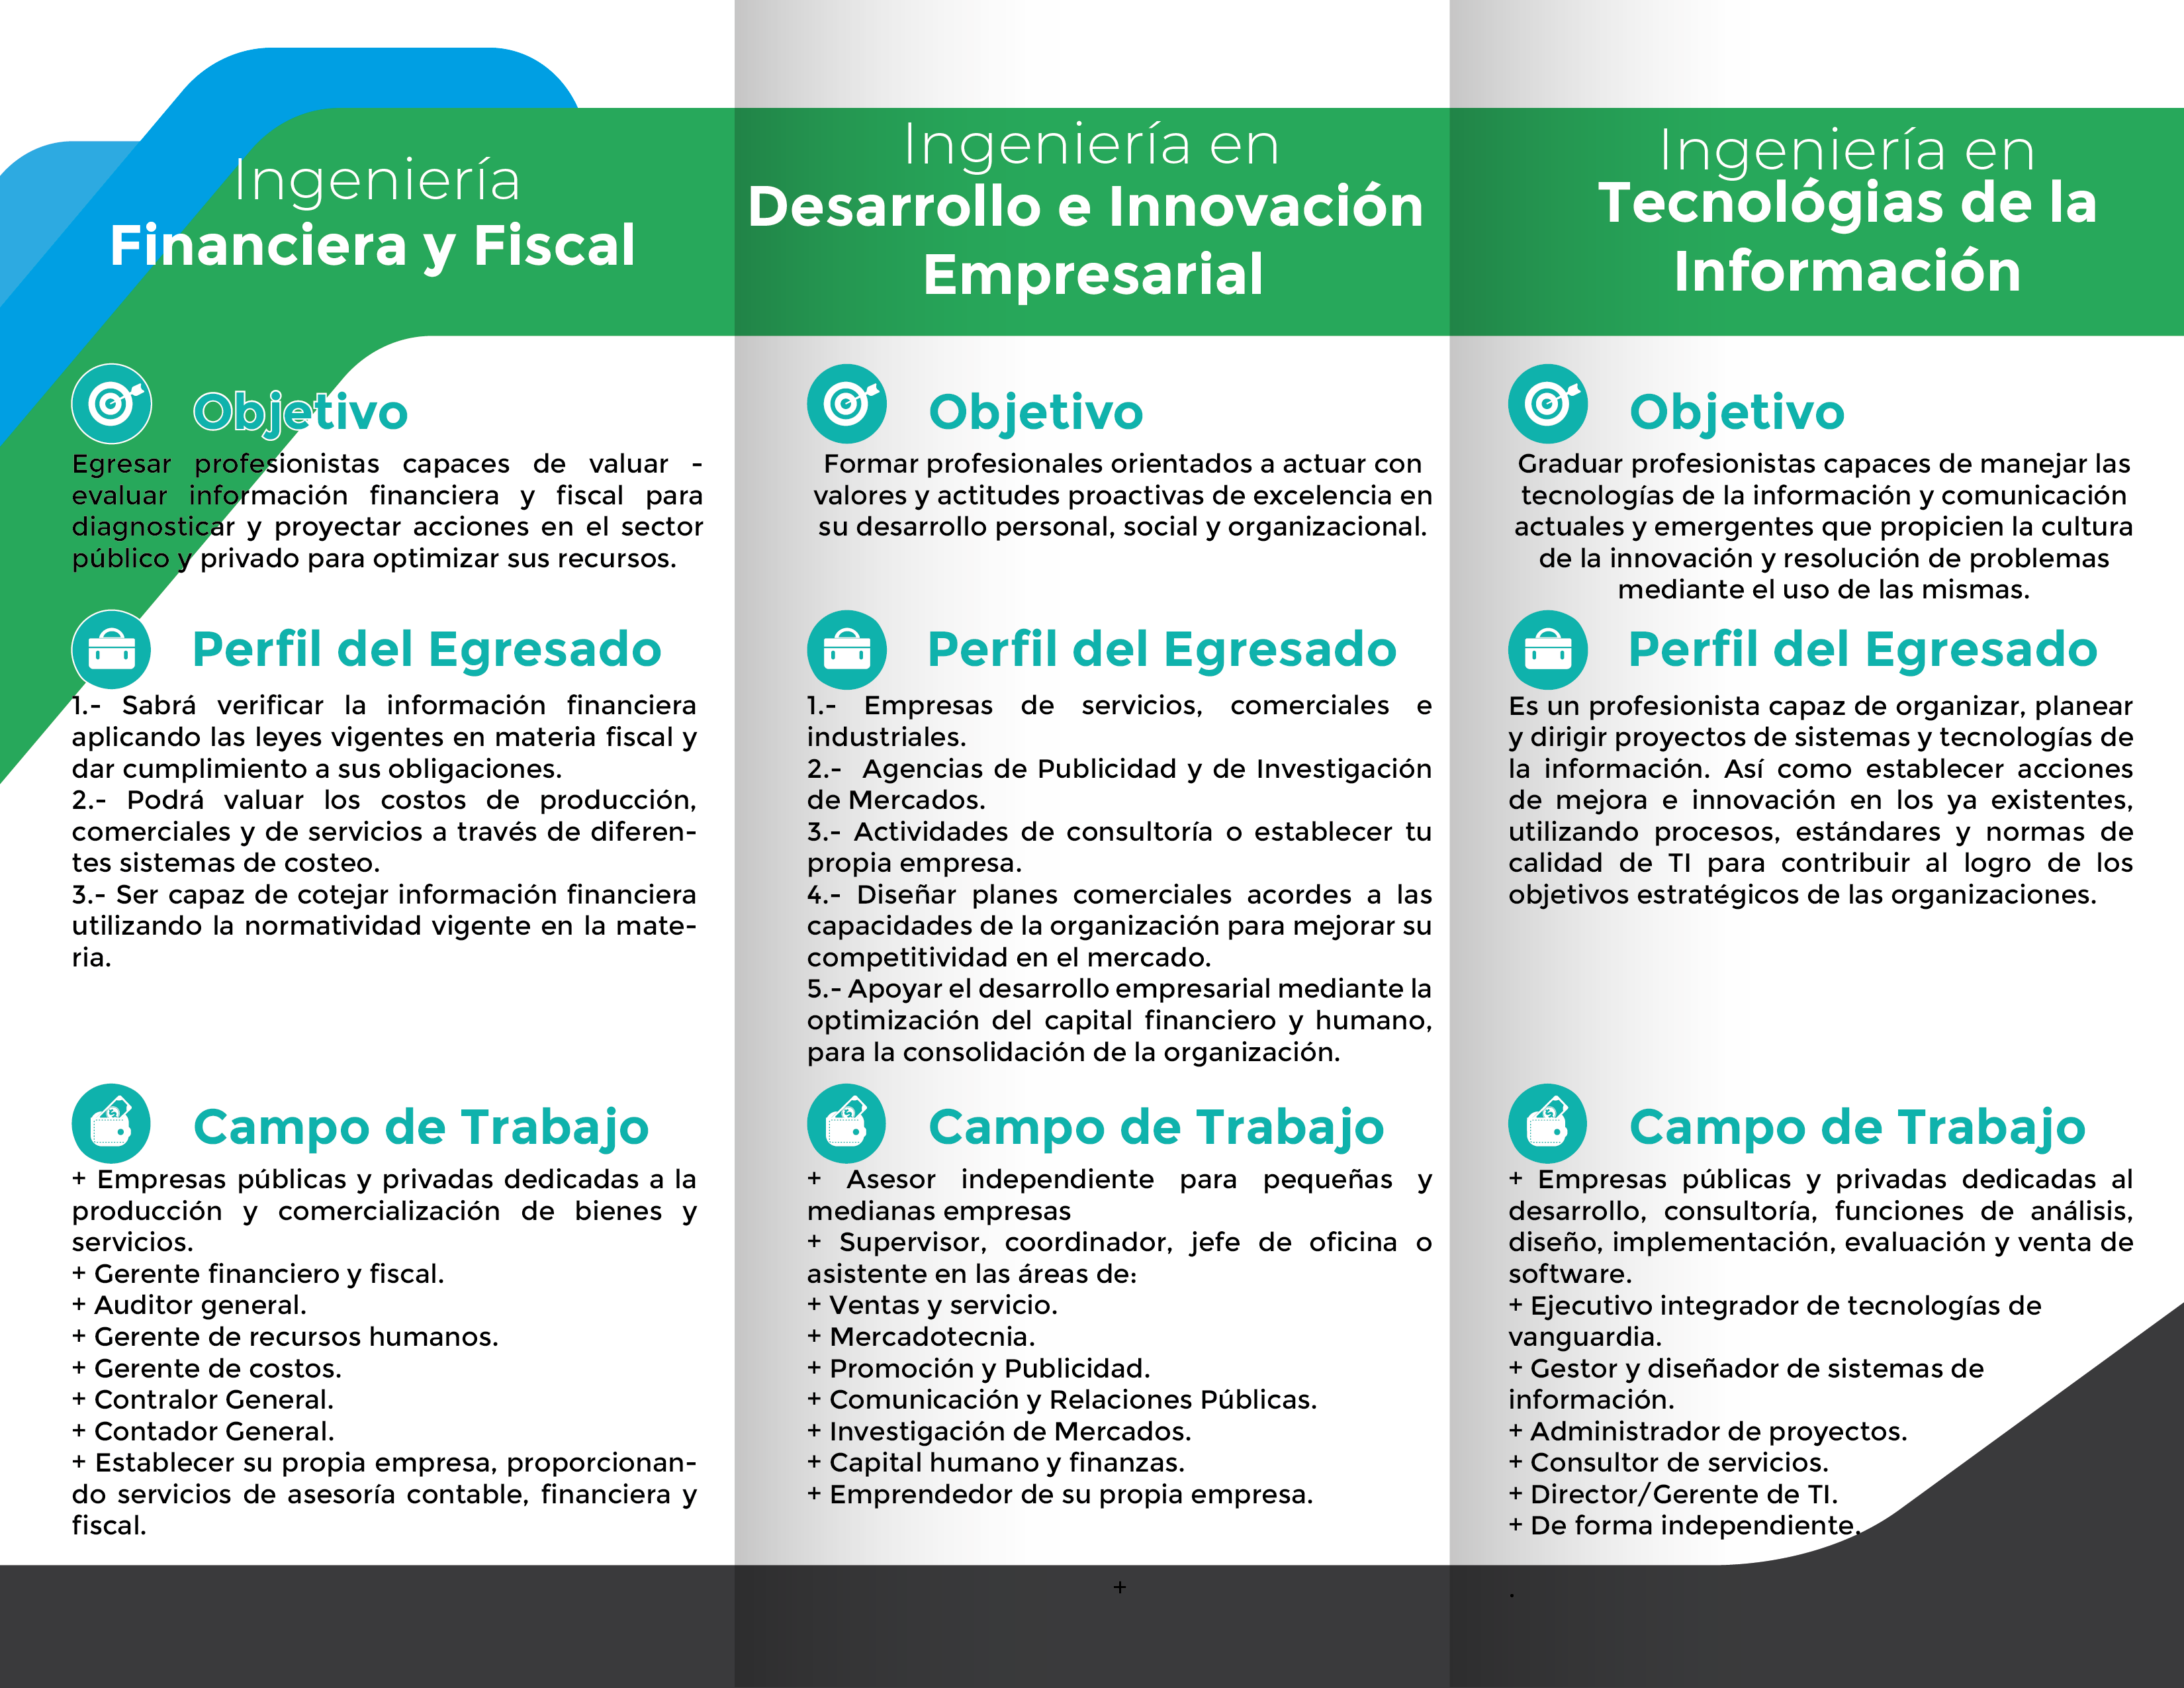 Ingeniería
Financiera y Fiscal
Objetivo
Egresar profesionistas capaces de valuar -
evaluar información financiera y fiscal para
diagnosticar y proyectar acciones en el sector
público y privado para optimizar sus recursos.
Perfil del Egresado
1.- Sabrá verificar la información financiera
aplicando las leyes vigentes en materia fiscal y
dar cumplimiento a sus obligaciones.
2.- Podrá valuar los costos de producción,
comerciales y de servicios a través de diferen-
tes sistemas de costeo.
3.- Ser capaz de cotejar información financiera
utilizando la normatividad vigente en la mate-
ria.
Campo de Trabajo
+ Empresas públicas y privadas dedicadas a la
producción y comercialización de bienes y
servicios.
+ Gerente financiero y fiscal.
+ Auditor general.
+ Gerente de recursos humanos.
+ Gerente de costos.
+ Contralor General.
+ Contador General.
+ Establecer su propia empresa, proporcionan-
do servicios de asesoría contable, financiera y
fiscal.
Ingeniería en
Desarrollo e Innovación
Empresarial
Objetivo
Formar profesionales orientados a actuar con
valores y actitudes proactivas de excelencia en
su desarrollo personal, social y organizacional.
Perfil del Egresado
1.- Empresas de servicios, comerciales e
industriales.
2.- Agencias de Publicidad y de Investigación
de Mercados.
3.- Actividades de consultoría o establecer tu
propia empresa.
4.- Diseñar planes comerciales acordes a las
capacidades de la organización para mejorar su
competitividad en el mercado.
5.- Apoyar el desarrollo empresarial mediante la
optimización del capital financiero y humano,
para la consolidación de la organización.
Campo de Trabajo
+ Asesor independiente para pequeñas y
medianas empresas
+ Supervisor, coordinador, jefe de oficina o
asistente en las áreas de:
+ Ventas y servicio.
+ Mercadotecnia.
+ Promoción y Publicidad.
+ Comunicación y Relaciones Públicas.
+ Investigación de Mercados.
+ Capital humano y finanzas.
+ Emprendedor de su propia empresa.
+
Ingeniería en
Tecnológias de la
Información
Objetivo
Graduar profesionistas capaces de manejar las
tecnologías de la información y comunicación
actuales y emergentes que propicien la cultura
de la innovación y resolución de problemas
mediante el uso de las mismas.
Perfil del Egresado
Es un profesionista capaz de organizar, planear
y dirigir proyectos de sistemas y tecnologías de
la información. Así como establecer acciones
de mejora e innovación en los ya existentes,
utilizando procesos, estándares y normas de
calidad de TI para contribuir al logro de los
objetivos estratégicos de las organizaciones.
Campo de Trabajo
+ Empresas públicas y privadas dedicadas al
desarrollo, consultoría, funciones de análisis,
diseño, implementación, evaluación y venta de
software.
+ Ejecutivo integrador de tecnologías de
vanguardia.
+ Gestor y diseñador de sistemas de
información.
+ Administrador de proyectos.
+ Consultor de servicios.
+ Director/Gerente de TI.
+ De forma independiente.
.